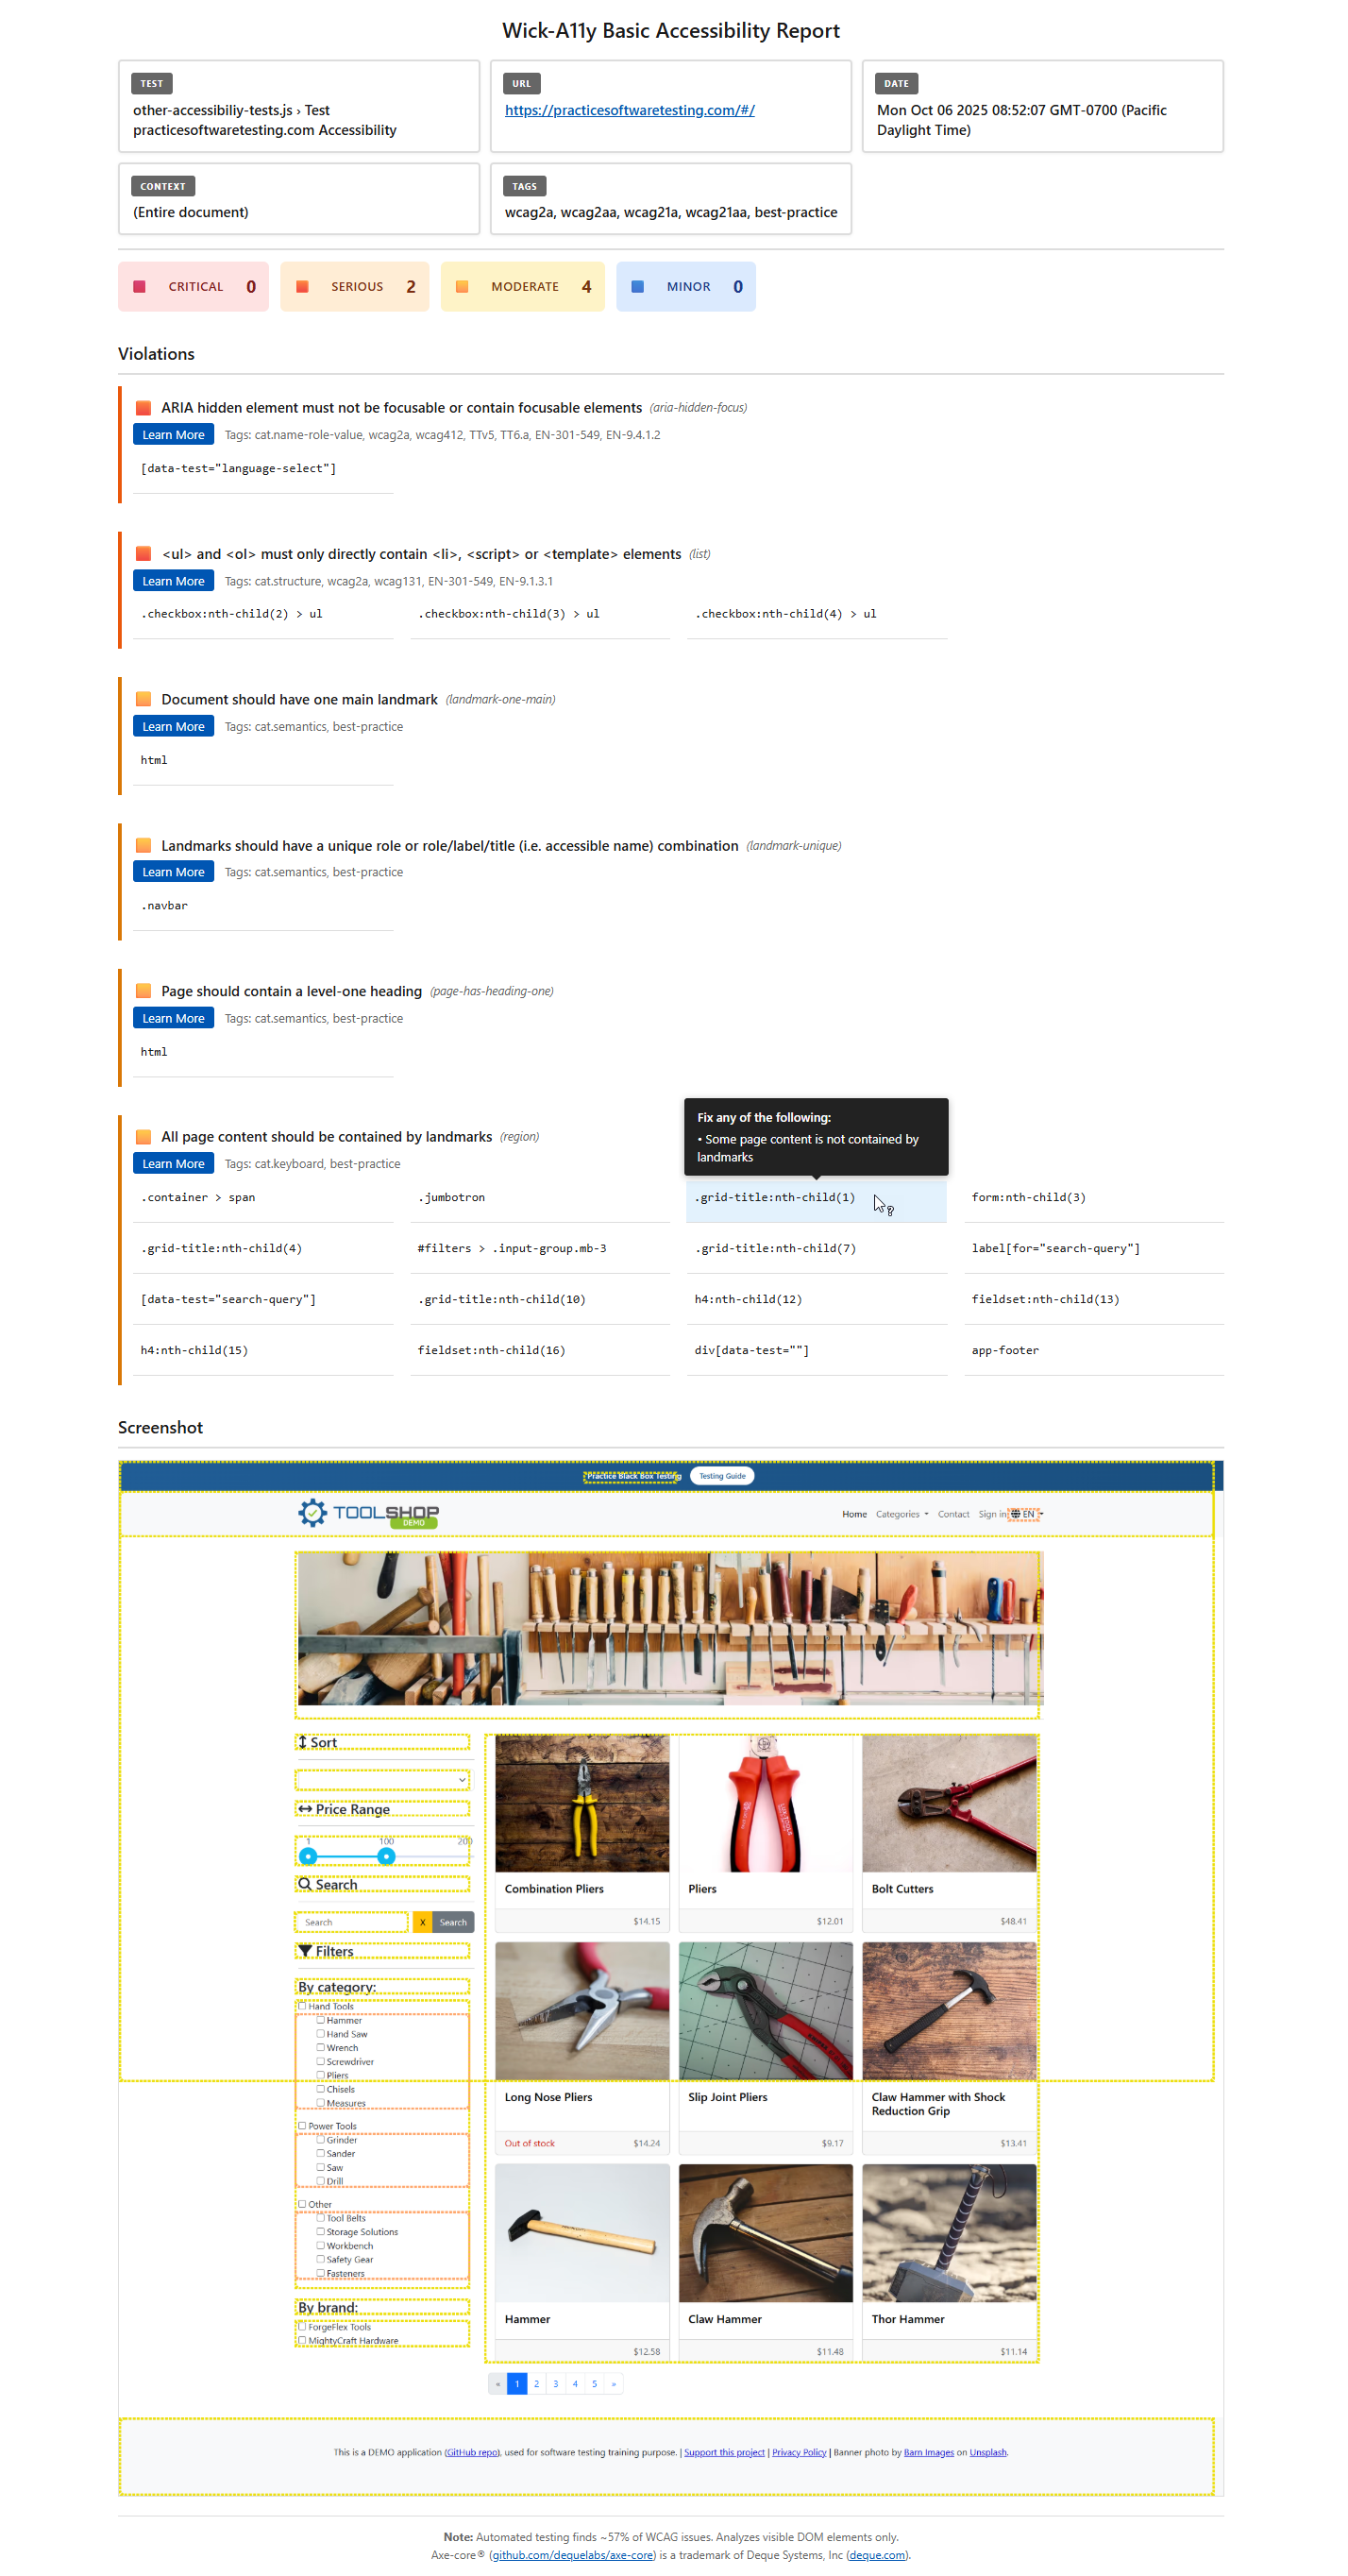 Wick-A11y Basic Accessibility Report
TEST
other-accessibiliy-tests.js › Test
practicesoftwaretesting.com Accessibility
URL
https://practicesoftwaretesting.com/#/
DATE
Mon Oct 06 2025 08:52:07 GMT-0700 (Pacific
Daylight Time)
CONTEXT
(Entire document)
TAGS
wcag2a, wcag2aa, wcag21a, wcag21aa, best-practice
CRITICAL 0
SERIOUS 2
MODERATE 4
MINOR 0
Violations
ARIA hidden element must not be focusable or contain focusable elements (aria-hidden-focus)
Learn More Tags: cat.name-role-value, wcag2a, wcag412, TTv5, TT6.a, EN-301-549, EN-9.4.1.2
[data-test="language-select"]
<ul> and <ol> must only directly contain <li>, <script> or <template> elements (list)
Learn More Tags: cat.structure, wcag2a, wcag131, EN-301-549, EN-9.1.3.1
.checkbox:nth-child(2) > ul .checkbox:nth-child(3) > ul .checkbox:nth-child(4) > ul
Document should have one main landmark (landmark-one-main)
Learn More Tags: cat.semantics, best-practice
html
Landmarks should have a unique role or role/label/title (i.e. accessible name) combination (landmark-unique)
Learn More Tags: cat.semantics, best-practice
.navbar
Page should contain a level-one heading (page-has-heading-one)
Learn More Tags: cat.semantics, best-practice
html
Fix any of the following:
• Some page content is not contained by
landmarks
All page content should be contained by landmarks (region)
Learn More Tags: cat.keyboard, best-practice
.container > span .jumbotron .grid-title:nth-child(1) form:nth-child(3)
.grid-title:nth-child(4) #filters > .input-group.mb-3 .grid-title:nth-child(7) label[for="search-query"]
[data-test="search-query"] .grid-title:nth-child(10) h4:nth-child(12) fieldset:nth-child(13)
h4:nth-child(15) fieldset:nth-child(16) div[data-test=""] app-footer
Screenshot
Practice Black Box Testing Testing Guide
TOOLSHOP
DEMO
Home Categories Contact Sign in EN
Sort
Price Range
1 100 200
Search
Search X Search
Filters
By category:
Hand Tools
Hammer
Hand Saw
Wrench
Screwdriver
Pliers
Chisels
Measures
Power Tools
Grinder
Sander
Saw
Drill
Other
Tool Belts
Storage Solutions
Workbench
Safety Gear
Fasteners
By brand:
ForgeFlex Tools
MightyCraft Hardware
Combination Pliers
$14.15
Pliers
$12.01
Bolt Cutters
$48.41
Long Nose Pliers
Out of stock $14.24
Slip Joint Pliers
$9.17
Claw Hammer with Shock
Reduction Grip
$13.41
Hammer
$12.58
Claw Hammer
$11.48
Thor Hammer
$11.14
« 1 2 3 4 5 »
This is a DEMO application (GitHub repo), used for software testing training purpose. | Support this project | Privacy Policy | Banner photo by Barn Images on Unsplash.
Note: Automated testing finds ~57% of WCAG issues. Analyzes visible DOM elements only.
Axe-core® (github.com/dequelabs/axe-core) is a trademark of Deque Systems, Inc (deque.com).